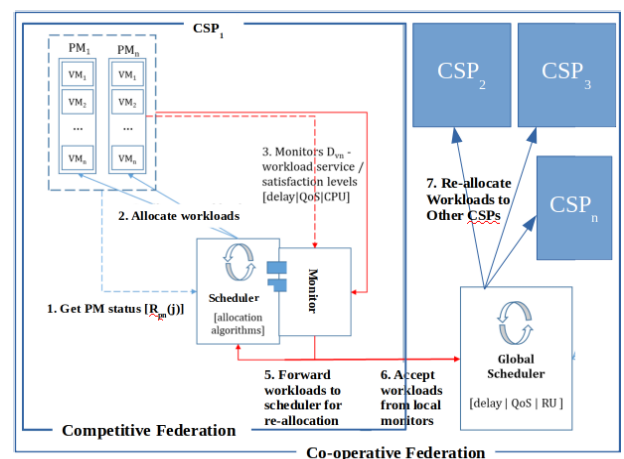 CSP1
PM1
PMn
VM1
VM2
...
VMn
VM1
VM2
...
VMn
CSP2
CSP3
CSPn
3. Monitors Dvn -
workload service /
satisfaction levels
[delay|QoS|CPU]
7. Re-allocate
Workloads to
Other CSPs
2. Allocate workloads
Scheduler
[allocation
algorithms]
Monitor
1. Get PM status [Rpm(j)]
Global
Scheduler
[delay | QoS | RU ]
5. Forward
workloads to
scheduler for
re-allocation
6. Accept
workloads
from local
monitors
Competitive Federation
Co-operative Federation